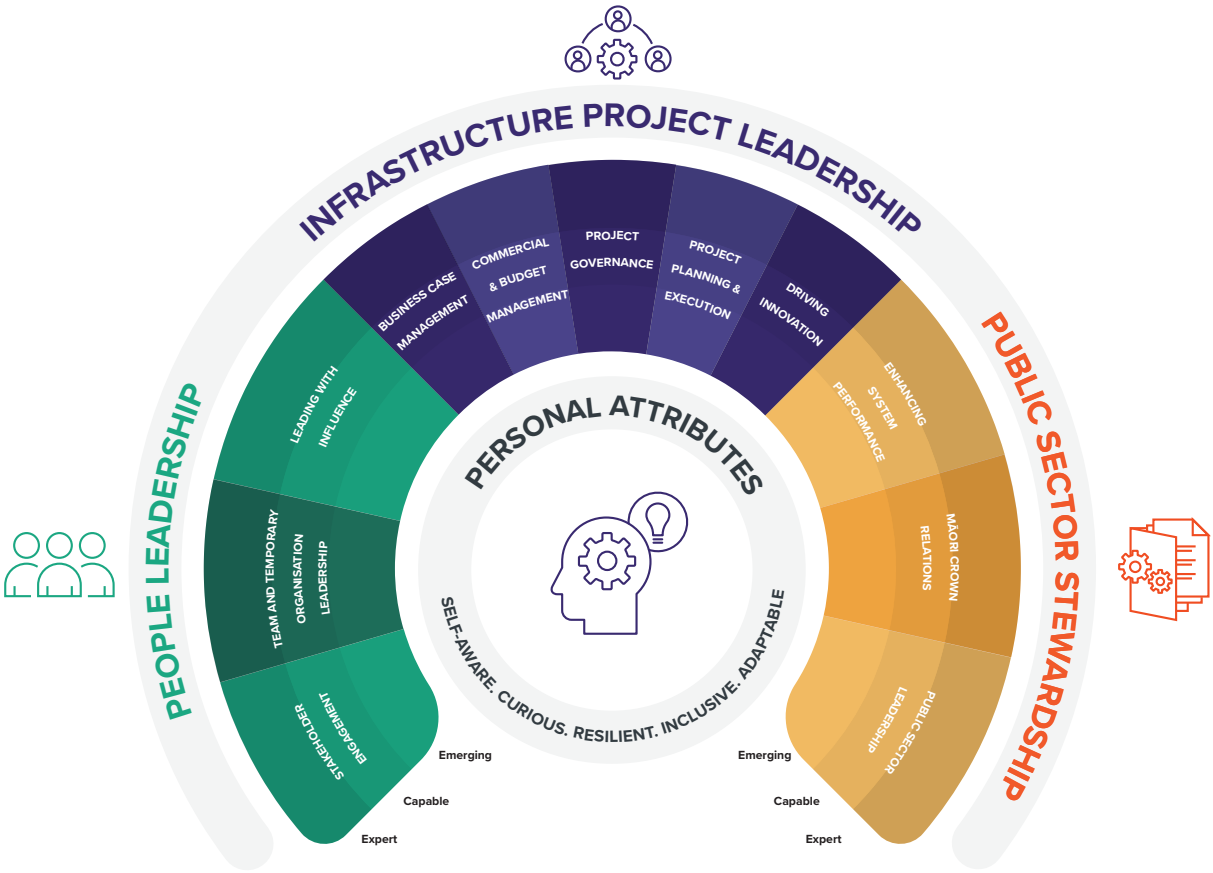 INFRASTRUCTURE PROJECT LEADERSHIP
PEOPLE LEADERSHIP
PUBLIC SECTOR STEWARDSHIP
BUSINESS CASE
MANAGEMENT
COMMERCIAL
& BUDGET
MANAGEMENT
PROJECT
GOVERNANCE
PROJECT
PLANNING &
EXECUTION
DRIVING
INNOVATION
LEADING WITH
INFLUENCE
TEAM AND TEMPORARY
ORGANISATION
LEADERSHIP
STAKEHOLDER
ENGAGEMENT
ENHANCING
SYSTEM
PERFORMANCE
MĀORI CROWN
RELATIONS
PUBLIC SECTOR
LEADERSHIP
PERSONAL ATTRIBUTES
SELF-AWARE. CURIOUS. RESILIENT. INCLUSIVE. ADAPTABLE
Emerging
Capable
Expert
Emerging
Capable
Expert